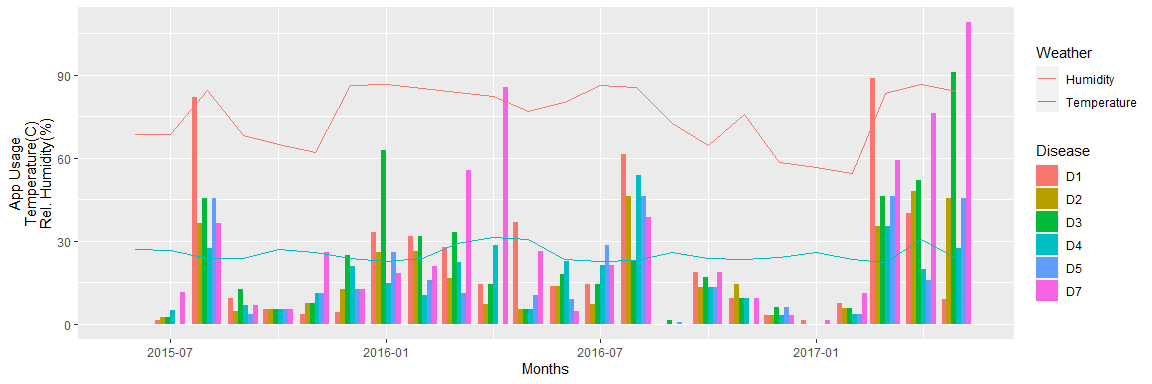 App Usage
Temperature(C)
Rel. Humidity(%)
90
60
30
0
2015-07
2016-01
2016-07
2017-01
Months
Weather
Humidity
Temperature
Disease
D1
D2
D3
D4
D5
D7